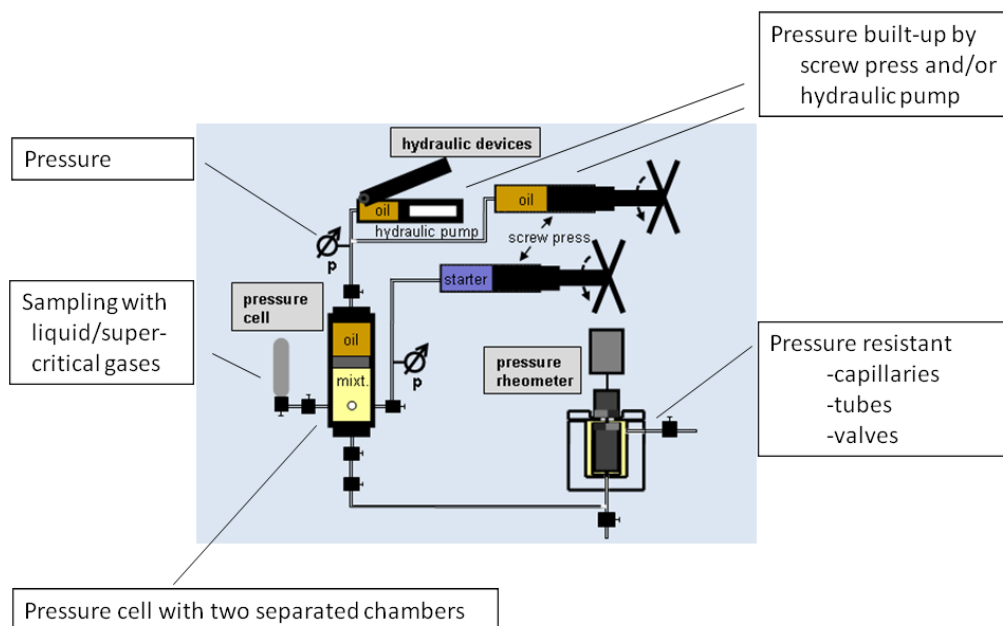 Pressure built-up by
screw press and/or
hydraulic pump
Pressure
hydraulic devices
oil
hydraulic pump
oil
screw press
p
starter
Sampling with
liquid/super-
critical gases
pressure
cell
oil
mixt.
p
pressure
rheometer
Pressure resistant
-capillaries
-tubes
-valves
Pressure cell with two separated chambers